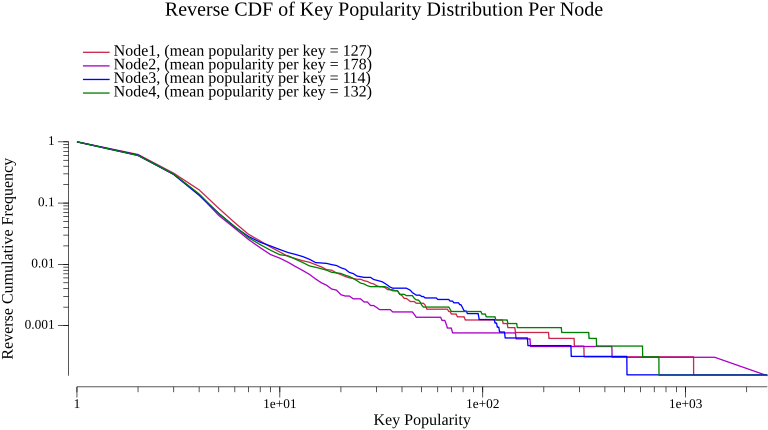 Reverse CDF of Key Popularity Distribution Per Node
Node1, (mean popularity per key = 127)
Node2, (mean popularity per key = 178)
Node3, (mean popularity per key = 114)
Node4, (mean popularity per key = 132)
Reverse Cumulative Frequency
1
0.1
0.01
0.001
1
1e+01
1e+02
1e+03
Key Popularity